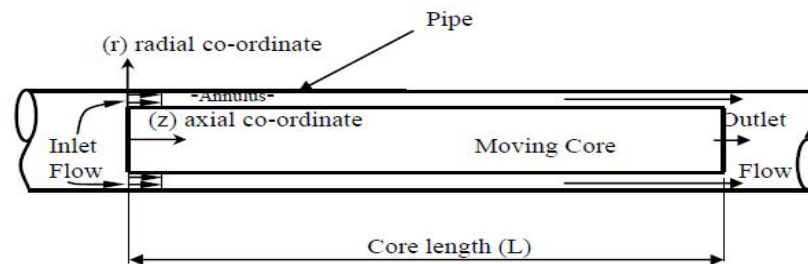 (r) radial co-ordinate
Pipe
-Annulus-
(z) axial co-ordinate
Inlet
Flow
Moving Core
Outlet
Flow
Core length (L)